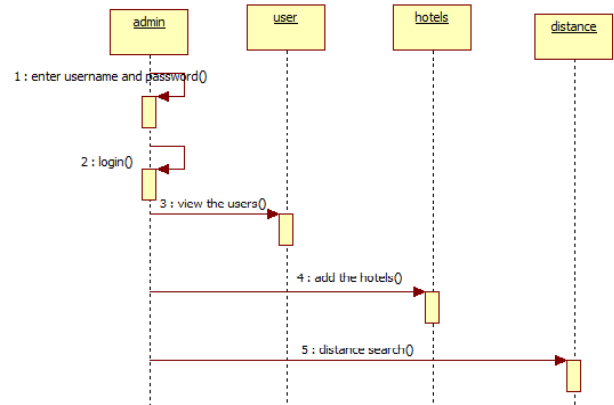 admin
user
hotels
distance
1 : enter username and password()
2 : login()
3 : view the users()
4 : add the hotels()
5 : distance search()